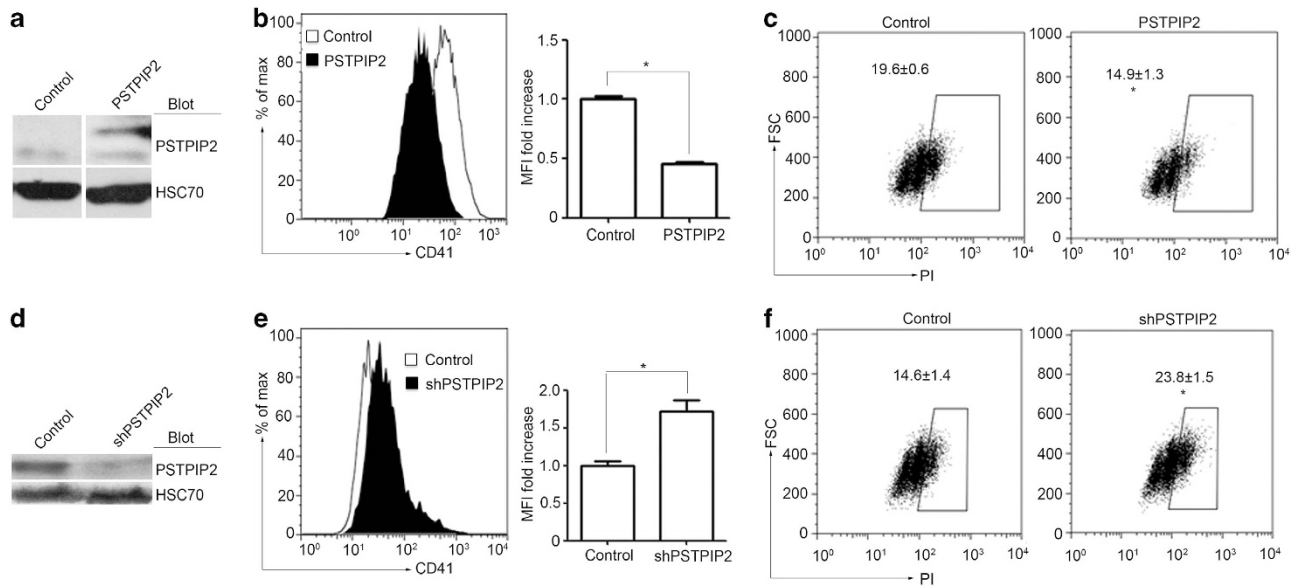 a
Control
PSTPIP2
Blot
PSTPIP2
HSC70
b
100
80
60
40
20
0
% of max
Control
PSTPIP2
10^0 10^1 10^2 10^3
CD41
1.5
1.0
0.5
0.0
MFI fold increase
*
Control PSTPIP2
c
Control
1000
800
600
400
200
0
FSC
19.6±0.6
10^0 10^1 10^2 10^3 10^4
PI
PSTPIP2
1000
800
600
400
200
0
14.9±1.3
*
10^0 10^1 10^2 10^3 10^4
d
Control
shPSTPIP2
Blot
PSTPIP2
HSC70
e
100
80
60
40
20
0
% of max
Control
shPSTPIP2
10^0 10^1 10^2 10^3 10^4
CD41
2.0
1.5
1.0
0.5
0.0
MFI fold increase
*
Control shPSTPIP2
f
Control
1000
800
600
400
200
0
FSC
14.6±1.4
10^0 10^1 10^2 10^3 10^4
PI
shPSTPIP2
1000
800
600
400
200
0
23.8±1.5
*
10^0 10^1 10^2 10^3 10^4